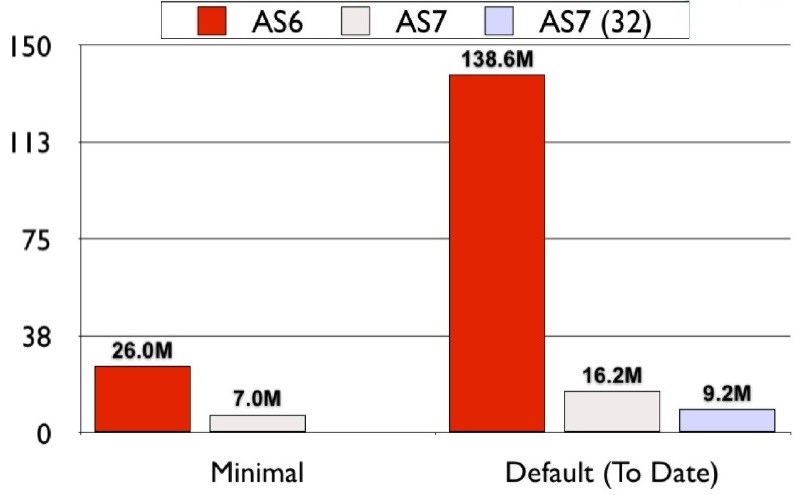 AS6 AS7 AS7 (32)
150
138.6M
113
75
38
26.0M
16.2M
7.0M
9.2M
0
Minimal Default (To Date)